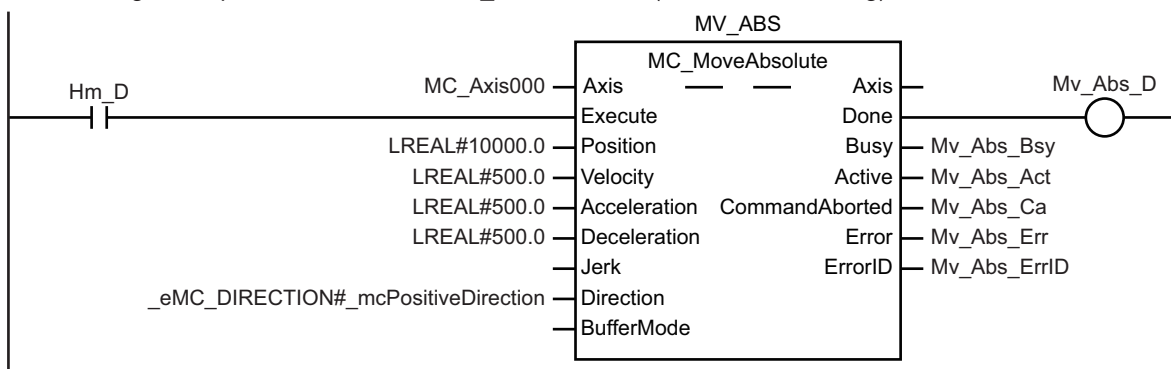 MV_ABS
MC_MoveAbsolute
Hm_D
MC_Axis000 Axis Axis Mv_Abs_D
Execute Done
LREAL#10000.0 Position Busy Mv_Abs_Bsy
LREAL#500.0 Velocity Active Mv_Abs_Act
LREAL#500.0 Acceleration CommandAborted Mv_Abs_Ca
LREAL#500.0 Deceleration Error Mv_Abs_Err
Jerk ErrorID Mv_Abs_ErrID
_eMC_DIRECTION#_mcPositiveDirection Direction
BufferMode